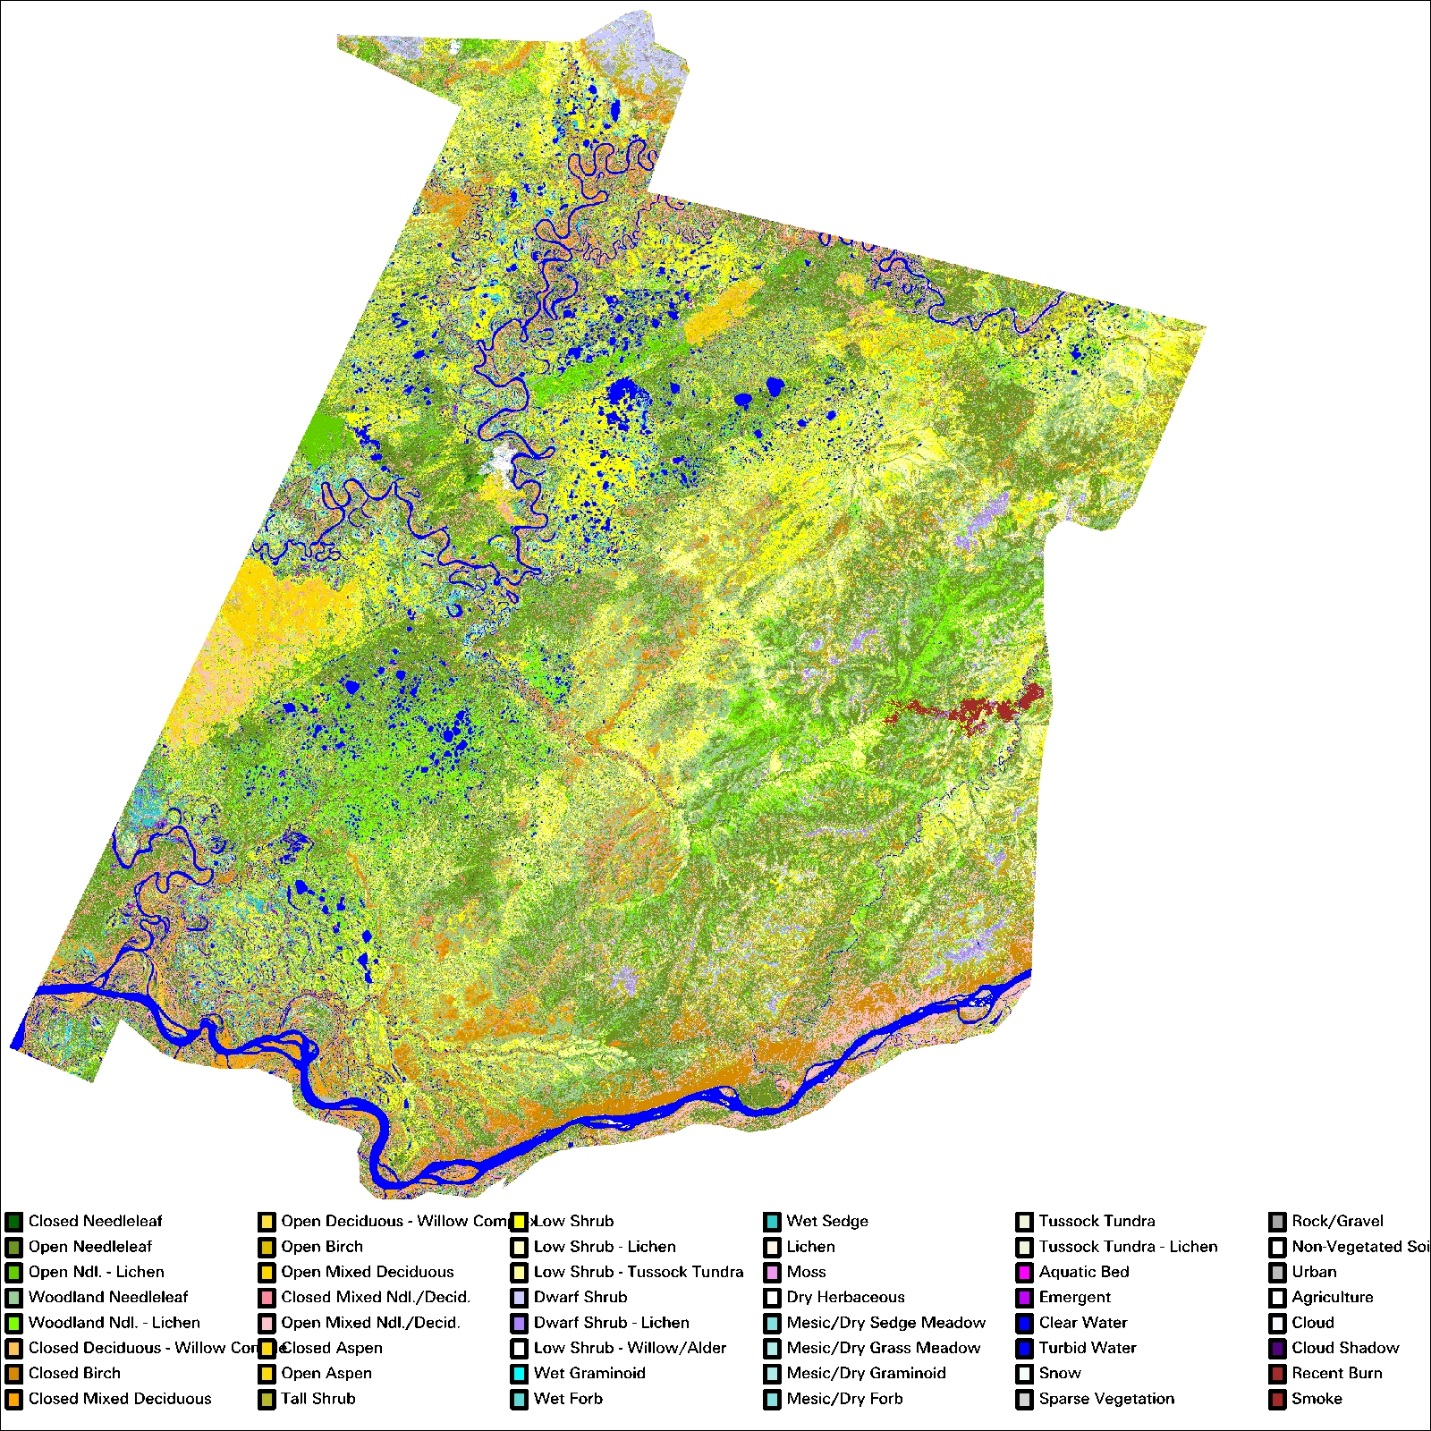 Closed Needleleaf
Open Needleleaf
Open Ndl. - Lichen
Woodland Needleleaf
Woodland Ndl. - Lichen
Closed Deciduous - Willow Com
Closed Birch
Closed Mixed Deciduous
Open Deciduous - Willow Comp
Open Birch
Open Mixed Deciduous
Closed Mixed Ndl./Decid.
Open Mixed Ndl./Decid.
Closed Aspen
Open Aspen
Tall Shrub
Low Shrub
Low Shrub - Lichen
Low Shrub - Tussock Tundra
Dwarf Shrub
Dwarf Shrub - Lichen
Low Shrub - Willow/Alder
Wet Graminoid
Wet Forb
Wet Sedge
Lichen
Moss
Dry Herbaceous
Mesic/Dry Sedge Meadow
Mesic/Dry Grass Meadow
Mesic/Dry Graminoid
Mesic/Dry Forb
Tussock Tundra
Tussock Tundra - Lichen
Aquatic Bed
Emergent
Clear Water
Turbid Water
Snow
Sparse Vegetation
Rock/Gravel
Non-Vegetated Soi
Urban
Agriculture
Cloud
Cloud Shadow
Recent Burn
Smoke